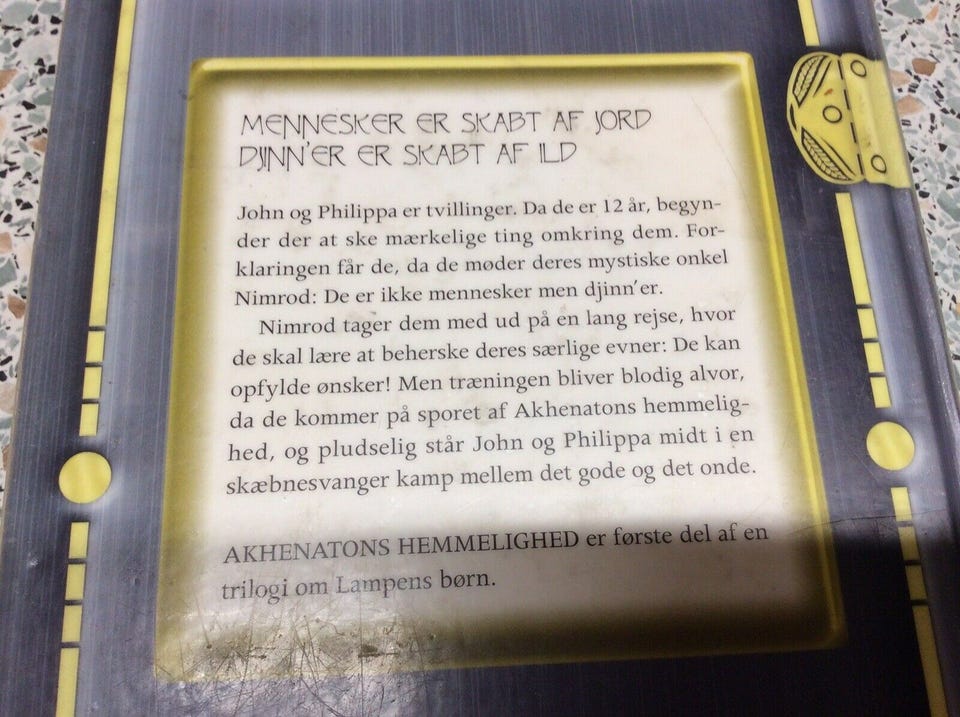 MENNESKER ER SKABT AF JORD
DJINN'ER ER SKABT AF ILD
John og Philippa er tvillinger. Da de er 12 år, begyn-
der der at ske mærkelige ting omkring dem. For-
klaringen får de, da de møder deres mystiske onkel
Nimrod: De er ikke mennesker men djinn'er.
Nimrod tager dem med ud på en lang rejse, hvor
de skal lære at beherske deres særlige evner: De kan
opfylde ønsker! Men træningen bliver blodig alvor,
da de kommer på sporet af Akhenatons hemmelig-
hed, og pludselig står John og Philippa midt i en
skæbnesvanger kamp mellem det gode og det onde.
AKHENATONS HEMMELIGHED er første del af en
trilogi om Lampens børn.